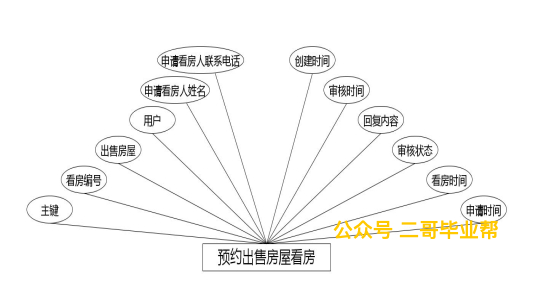 申请看房人联系电话
创建时间
申请看房人姓名
审核时间
用户
回复内容
出售房屋
审核状态
看房编号
看房时间
主键
申请时间
公众号 二哥毕业帮
预约出售房屋看房